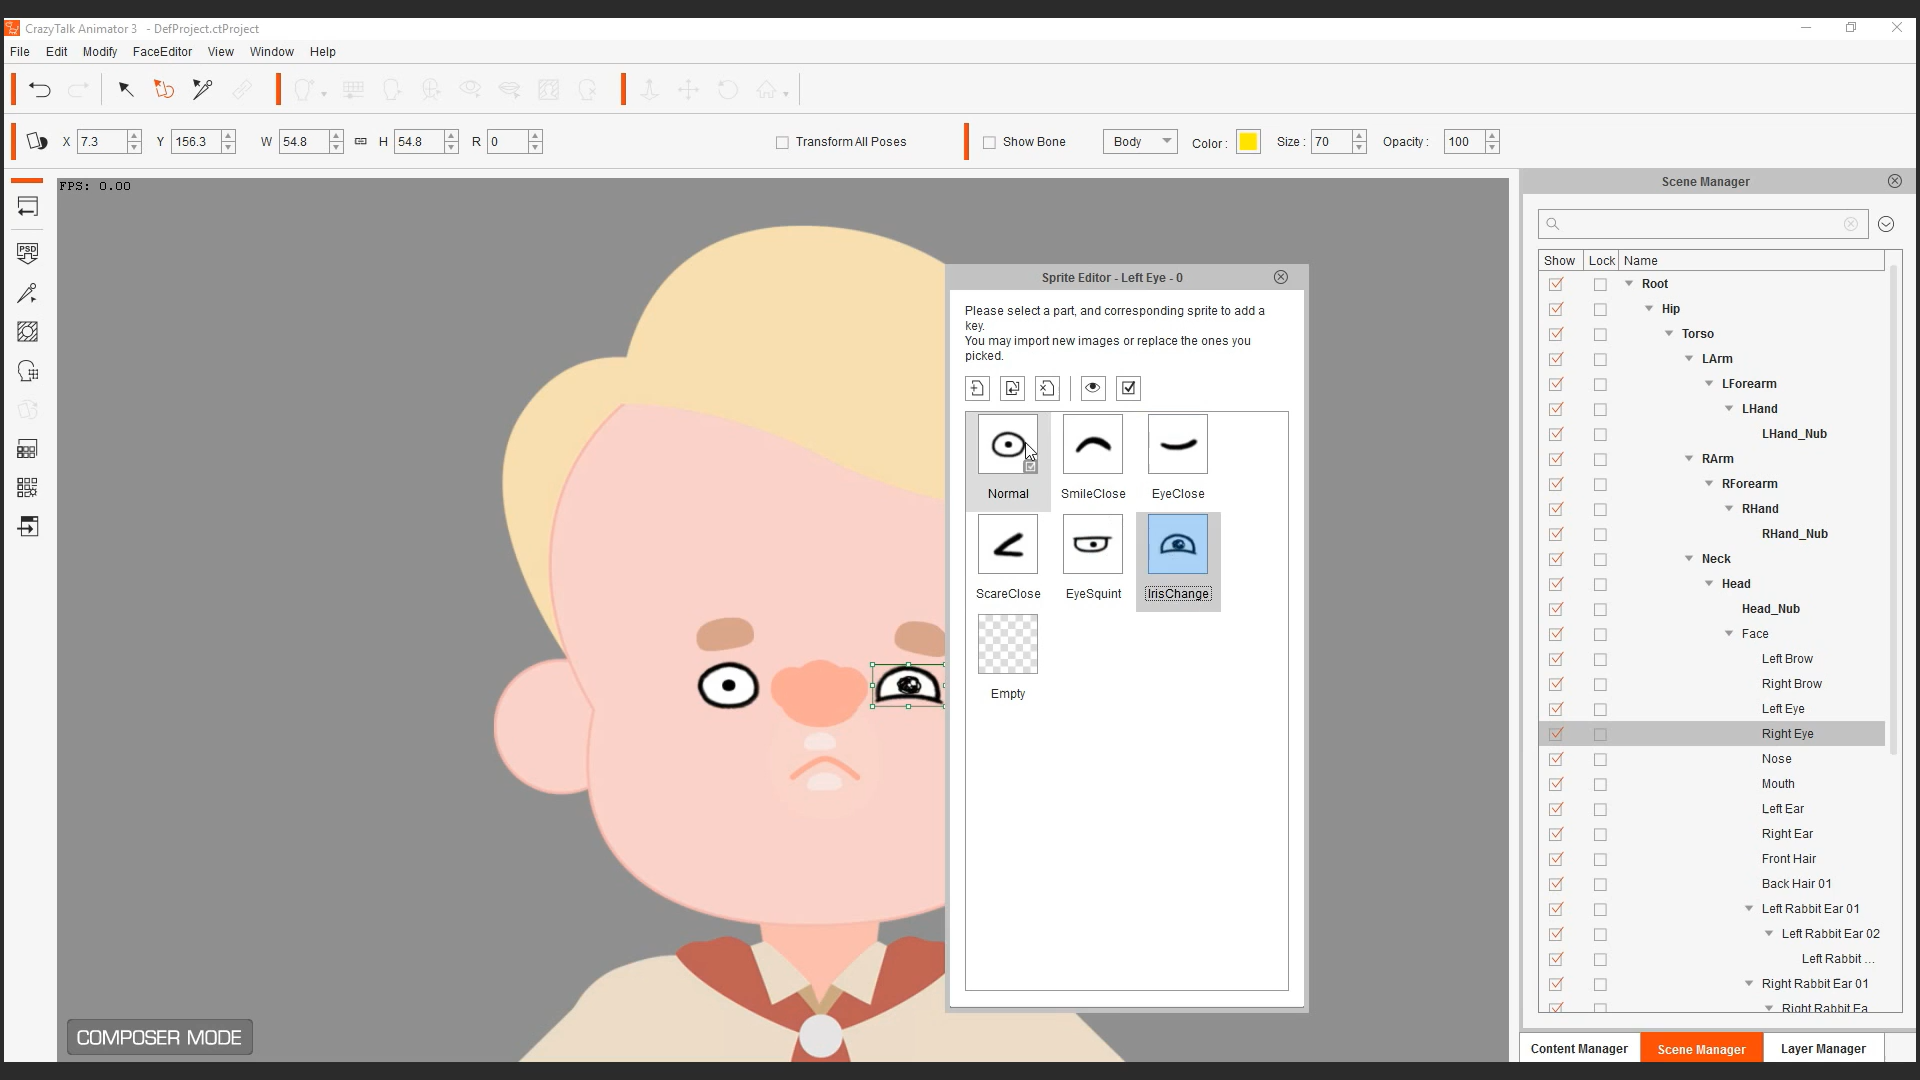 CrazyTalk Animator 3 - DefProject.ctProject
File Edit Modify FaceEditor View Window Help
X 7.3 Y 156.3 W 54.8 H 54.8 R 0 Transform All Poses Show Bone Body Color : Size : 70 Opacity : 100
FPS: 0.00
Scene Manager
Show Lock Name
Root
Hip
Torso
LArm
LForearm
LHand
LHand_Nub
RArm
RForearm
RHand
RHand_Nub
Neck
Head
Head_Nub
Face
Left Brow
Right Brow
Left Eye
Right Eye
Nose
Mouth
Left Ear
Right Ear
Front Hair
Back Hair 01
Left Rabbit Ear 01
Left Rabbit Ear 02
Left Rabbit ...
Right Rabbit Ear 01
Right Rabbit Ea
Sprite Editor - Left Eye - 0
Please select a part, and corresponding sprite to add a
key.
You may import new images or replace the ones you
picked.
Normal SmileClose EyeClose
ScareClose EyeSquint IrisChange
Empty
PSD
COMPOSER MODE
Content Manager Scene Manager Layer Manager